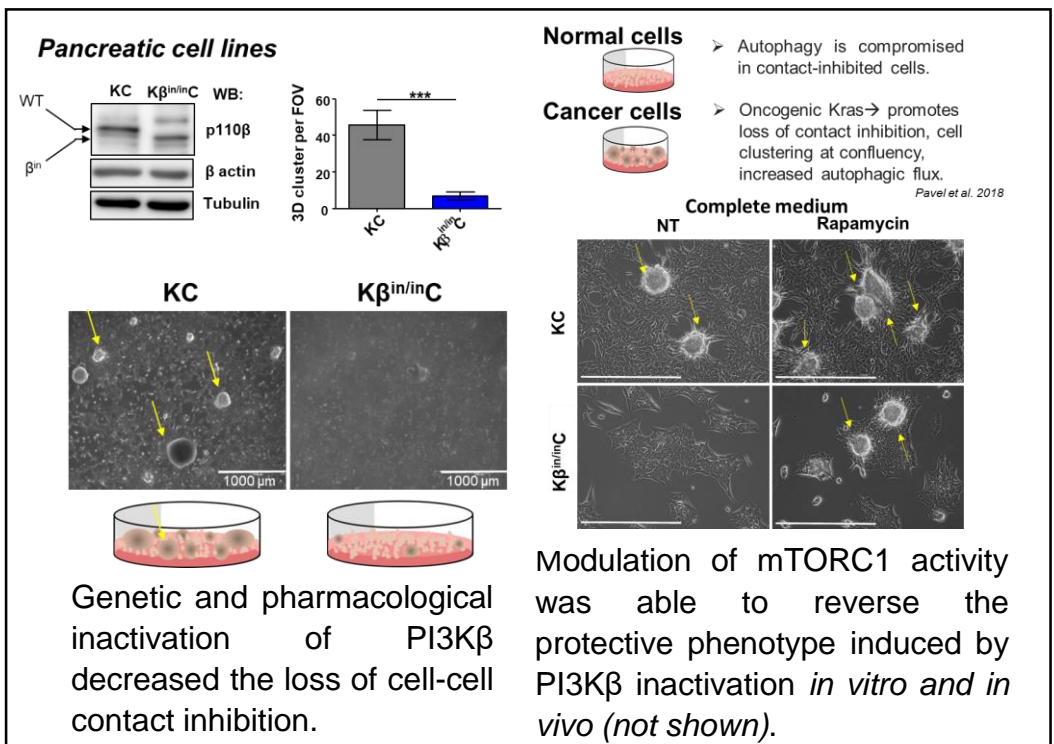 Pancreatic cell lines
KC Kβin/inC WB:
WT
p110β
βin
β actin
Tubulin
3D cluster per FOV
60
40
20
0
***
KC
Kβin/inC
KC Kβin/inC
1000 µm
1000 µm
Genetic and pharmacological
inactivation of PI3Kβ
decreased the loss of cell-cell
contact inhibition.
Normal cells
➢ Autophagy is compromised
in contact-inhibited cells.
Cancer cells
➢ Oncogenic Kras→ promotes
loss of contact inhibition, cell
clustering at confluency,
increased autophagic flux.
Pavel et al. 2018
Complete medium
NT Rapamycin
KC
Kβin/inC
Modulation of mTORC1 activity
was able to reverse the
protective phenotype induced by
PI3Kβ inactivation in vitro and in
vivo (not shown).